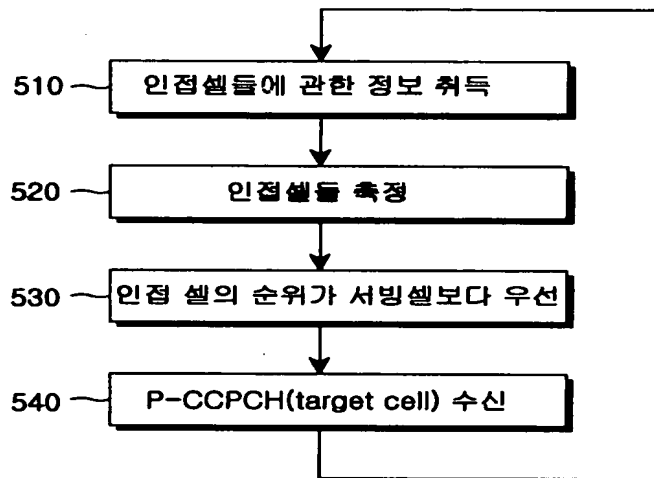 510 인접셀들에 관한 정보 취득
520 인접셀들 측정
530 인접 셀의 순위가 서빙셀보다 우선
540 P-CCPCH(target cell) 수신